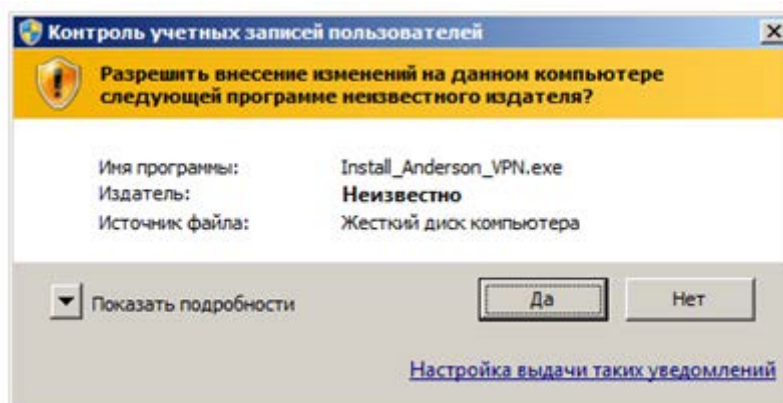 Контроль учетных записей пользователей
Разрешить внесение изменений на данном компьютере
следующей программе неизвестного издателя?
Имя программы: Install_Anderson_VPN.exe
Издатель: Неизвестно
Источник файла: Жесткий диск компьютера
Показать подробности Да Нет
Настройка выдачи таких уведомлений